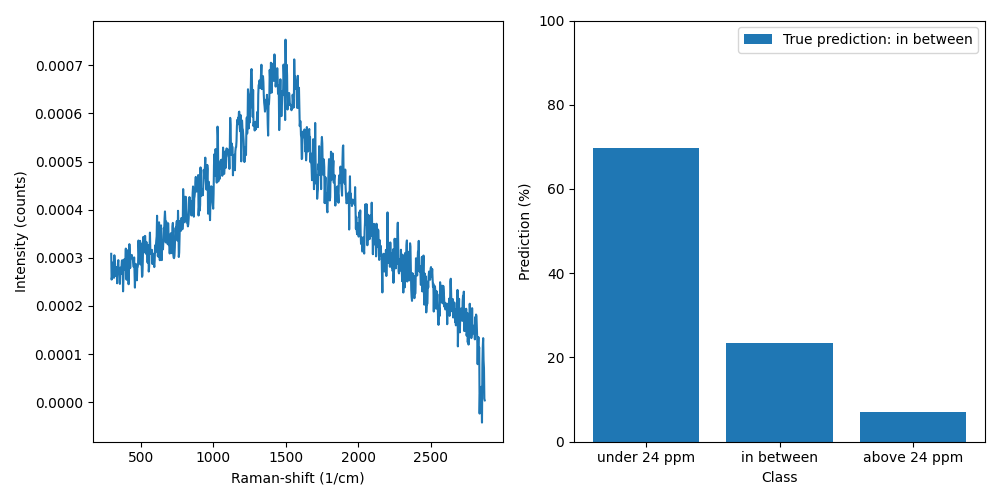 0.0007
0.0006
0.0005
0.0004
0.0003
0.0002
0.0001
0.0000
500 1000 1500 2000 2500
Raman-shift (1/cm)
Intensity (counts)
100
80
60
40
20
0
Prediction (%)
True prediction: in between
under 24 ppm in between above 24 ppm
Class